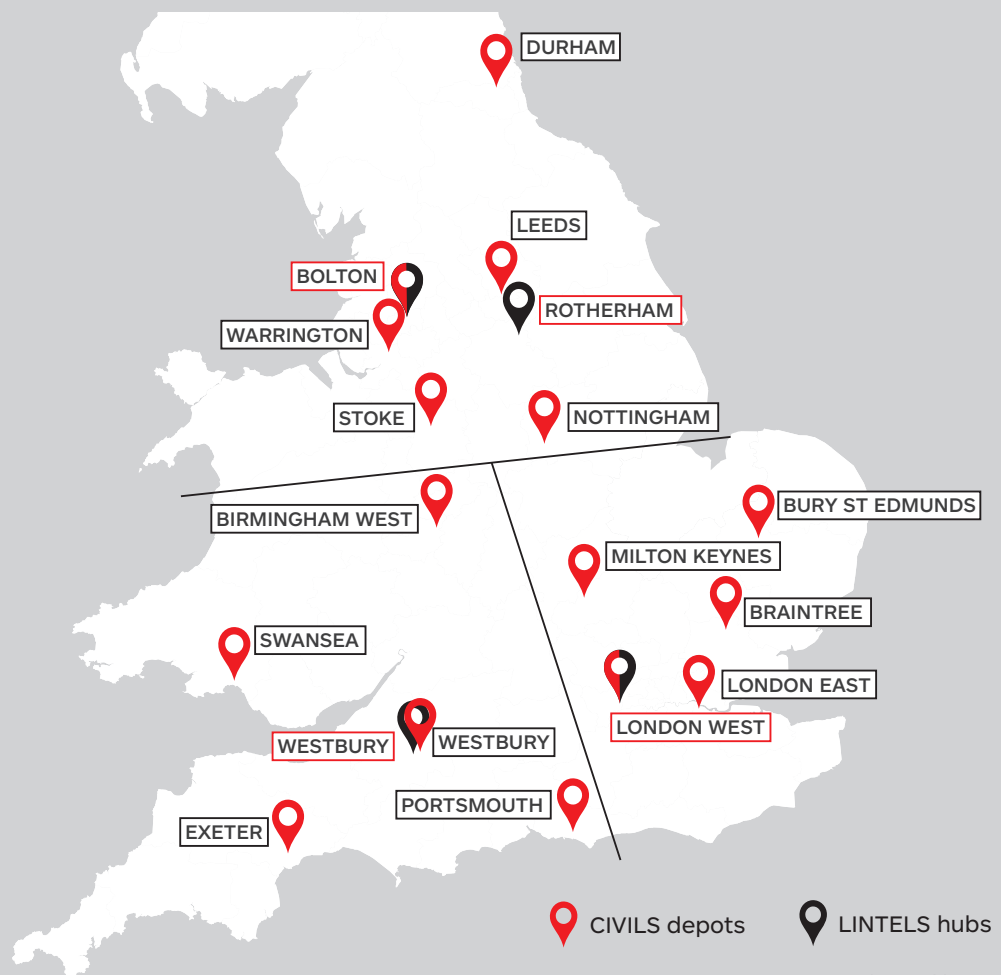 DURHAM
LEEDS
BOLTON
ROTHERHAM
WARRINGTON
STOKE
NOTTINGHAM
BIRMINGHAM WEST
BURY ST EDMUNDS
MILTON KEYNES
BRAINTREE
SWANSEA
LONDON EAST
LONDON WEST
WESTBURY
WESTBURY
PORTSMOUTH
EXETER
CIVILS depots
LINTELS hubs